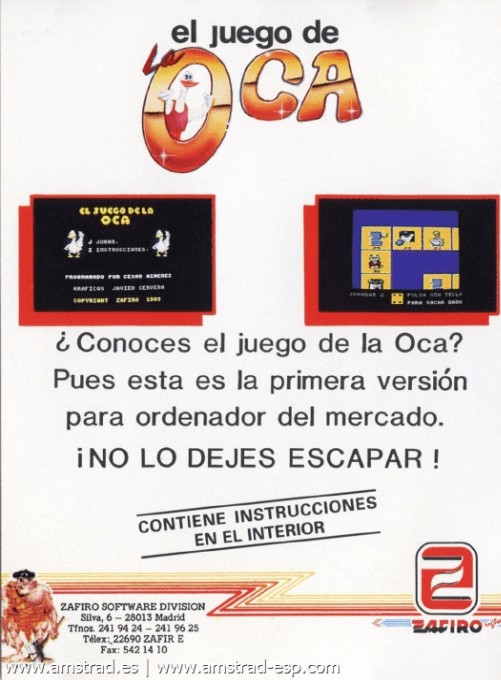 el juego de
La
OCA
EL JUEGO DE LA
OCA
J JUGAR.
I INSTRUCCIONES.
PROGRAMADO POR CESAR GIMENEZ
GRAFICOS JAVIER CERVERA
COPYRIGHT ZAFIRO 1989
JUGADOR 2
PULSA UNA TECLA
PARA SACAR DADO
¿Conoces el juego de la Oca?
Pues esta es la primera versión
para ordenador del mercado.
¡NO LO DEJES ESCAPAR!
CONTIENE INSTRUCCIONES
EN EL INTERIOR
ZAFIRO SOFTWARE DIVISION
Silva, 6 – 28013 Madrid
Tfnos. 241 94 24 – 241 96 25
Télex: 22690 ZAFIR E
Fax: 542 14 10
ZAFIRO
www.amstrad.es | www.amstrad-esp.com